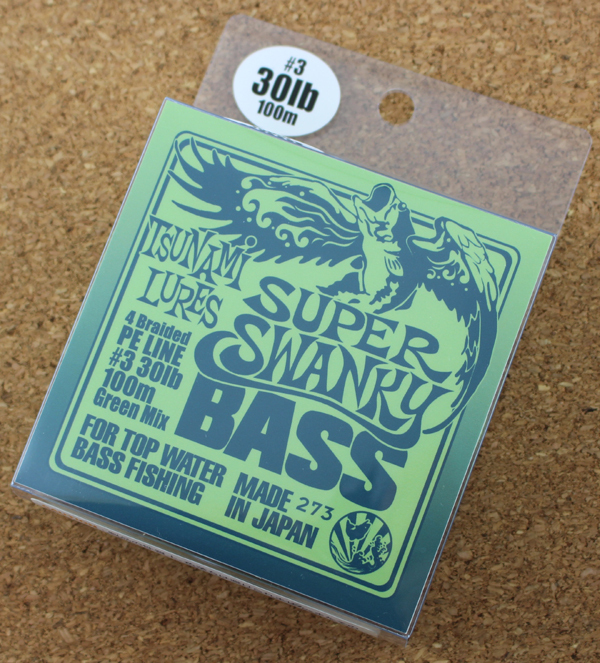 #3
30lb
100m
TSUNAMI
LURES
SUPER
SWANKY
BASS
4 Braided
PE LINE
#3 30lb
100m
Green Mix
FOR TOP WATER
BASS FISHING
MADE
IN JAPAN
273